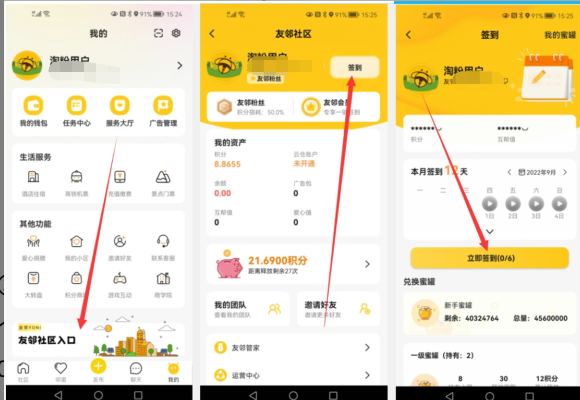 91% 15:24
我的
淘粉用户
我的钱包 任务中心 服务大厅 广告管理
生活服务
酒店住宿 高铁机票 充值缴费 景点门票
其他功能
爱心捐赠 我的小区 邀请好友 联系客服
大转盘 积分商城 游戏互动 商学院
友邻YONI
友邻社区入口
社区 邻里 发布 聊天 我的
91% 15:25
友邻社区
淘粉用户
友邻粉丝
签到
友邻粉丝
积分损耗: 50.0%
友邻会员
我的资产
积分 云仓账户
8.8655 未开通
余额 广告包
0.00 0
互帮值 爱心值
0 0
21.6900积分
距离释放剩余27次
我的团队
查看我的团队
邀请好友
邀请更多好友
友邻管家
运营中心
91% 15:25
签到
我的蜜罐
淘粉用户
******
积分
******
互帮值
本月签到 12 天
2022年9月
一 二 三 四 五 六 日
1日 2日 3日 4日
立即签到(0/6)
兑换蜜罐
新手蜜罐
剩余: 40324764 总量: 45600000
一级蜜罐 (持有: 2)
8 30 12积分